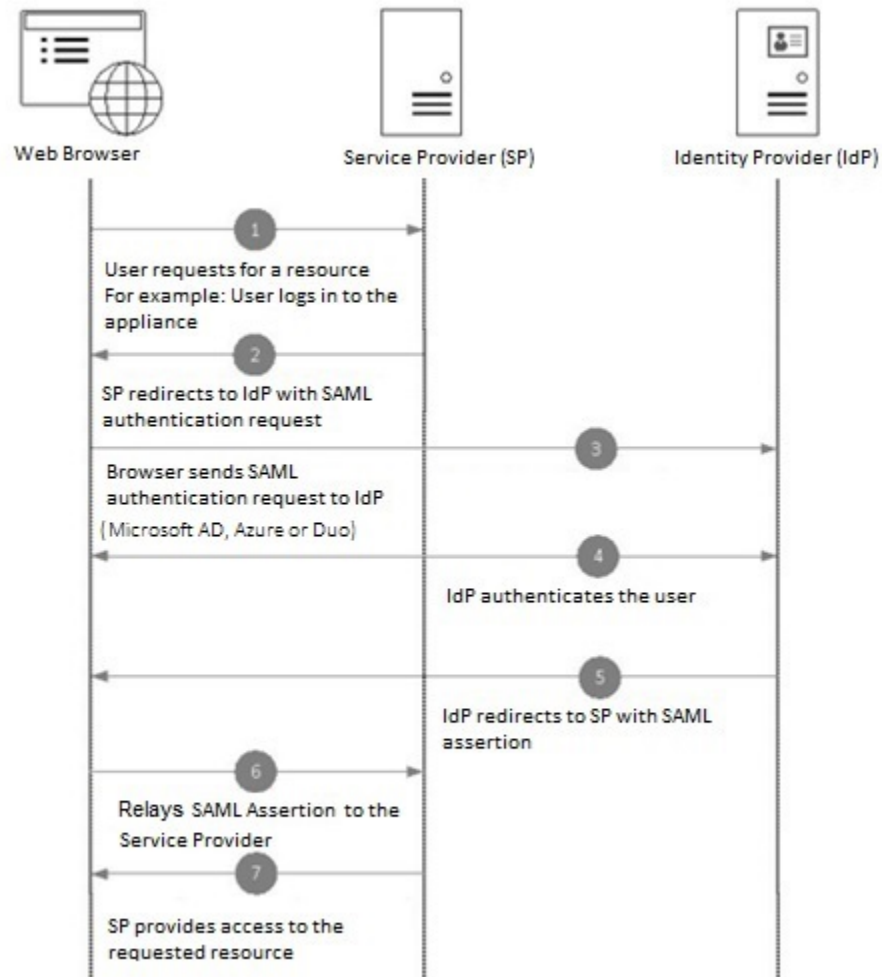 Web Browser
Service Provider (SP)
Identity Provider (IdP)
1
User requests for a resource
For example: User logs in to the
appliance
2
SP redirects to IdP with SAML
authentication request
3
Browser sends SAML
authentication request to IdP
(Microsoft AD, Azure or Duo)
4
IdP authenticates the user
5
IdP redirects to SP with SAML
assertion
6
Relays SAML Assertion to the
Service Provider
7
SP provides access to the
requested resource